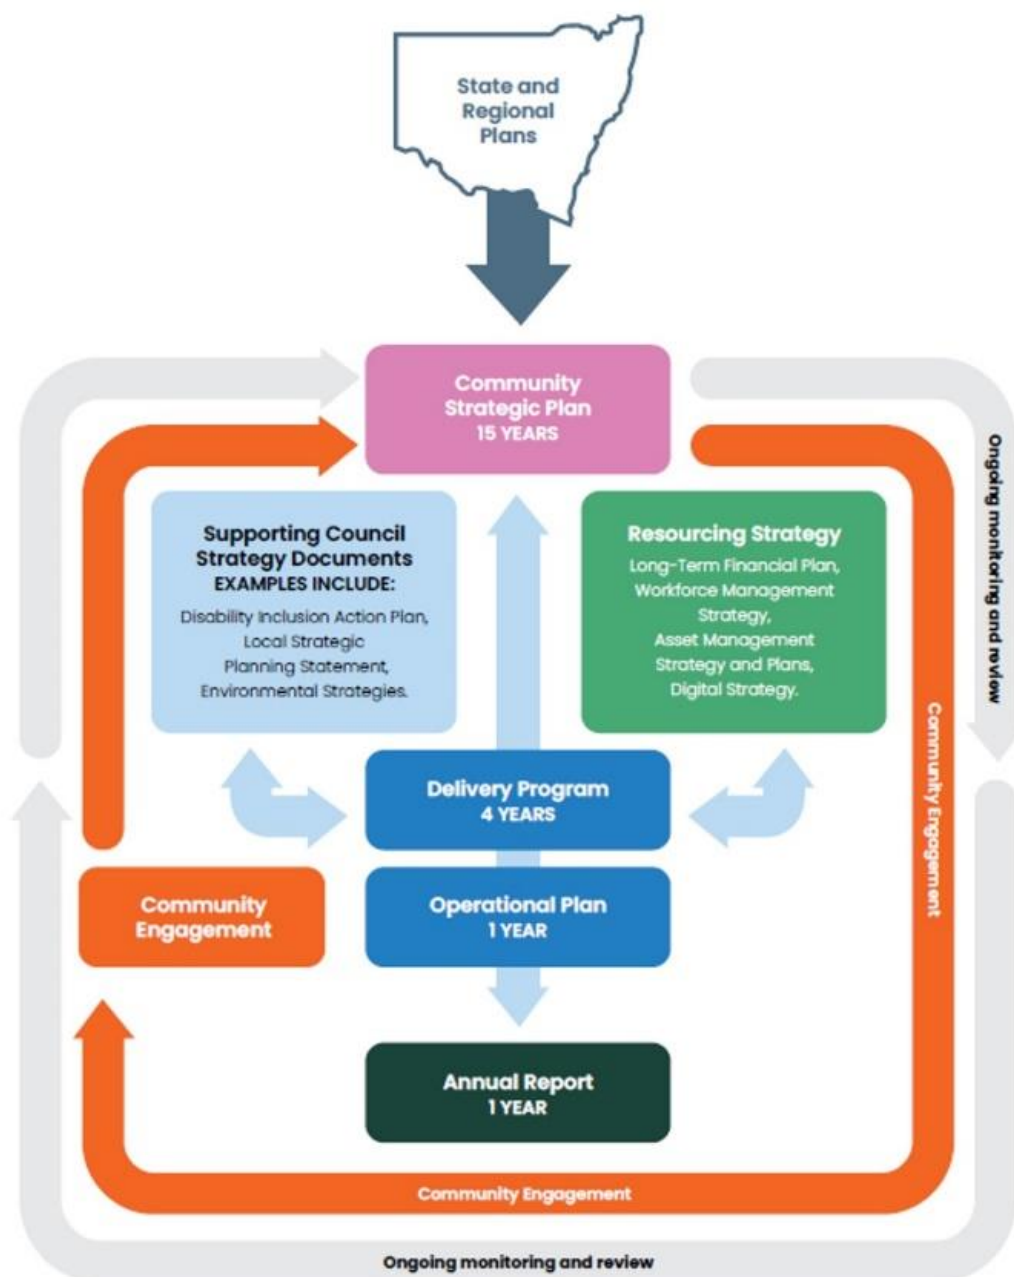 State and
Regional
Plans
Community
Strategic Plan
15 YEARS
Supporting Council
Strategy Documents
EXAMPLES INCLUDE:
Disability Inclusion Action Plan,
Local Strategic
Planning Statement,
Environmental Strategies.
Resourcing Strategy
Long-Term Financial Plan,
Workforce Management
Strategy,
Asset Management
Strategy and Plans,
Digital Strategy.
Ongoing monitoring and review
Community Engagement
Delivery Program
4 YEARS
Community
Engagement
Operational Plan
1 YEAR
Annual Report
1 YEAR
Community Engagement
Ongoing monitoring and review